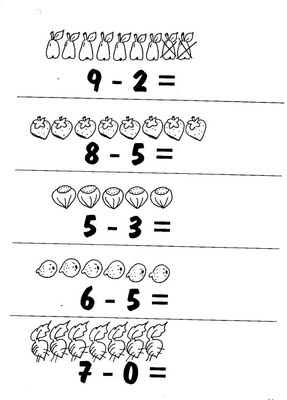 9 - 2 =
8 - 5 =
5 - 3 =
6 - 5 =
7 - 0 =